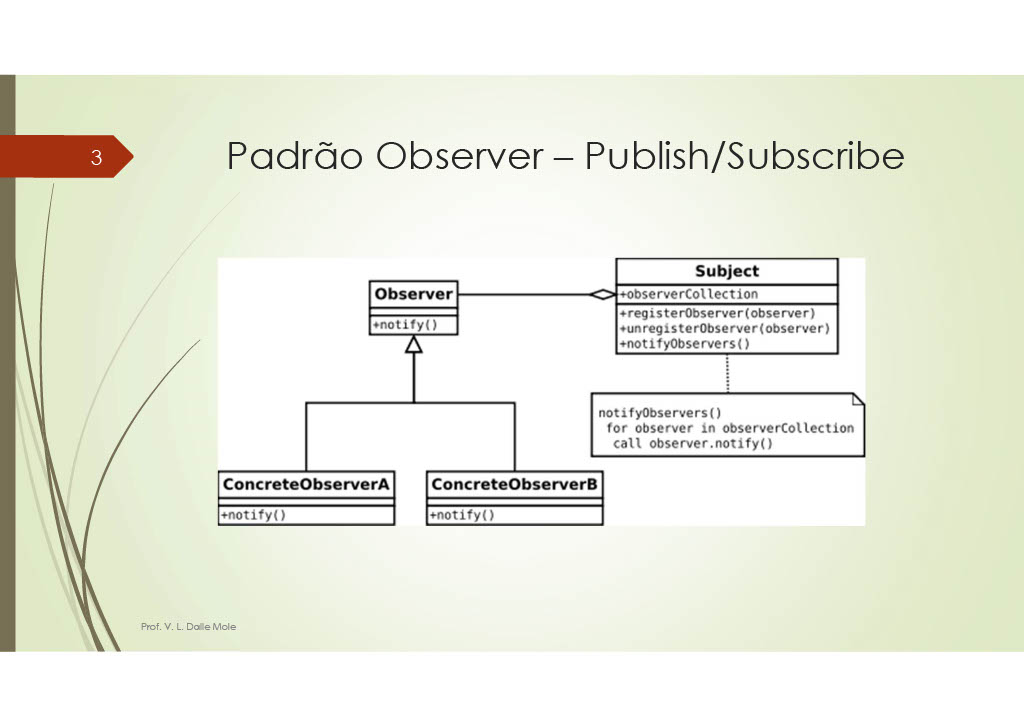 3
Padrão Observer – Publish/Subscribe
Observer
+notify()
Subject
+observerCollection
+registerObserver(observer)
+unregisterObserver(observer)
+notifyObservers()
notifyObservers()
for observer in observerCollection
call observer.notify()
ConcreteObserverA
+notify()
ConcreteObserverB
+notify()
Prof. V. L. Dalle Mole